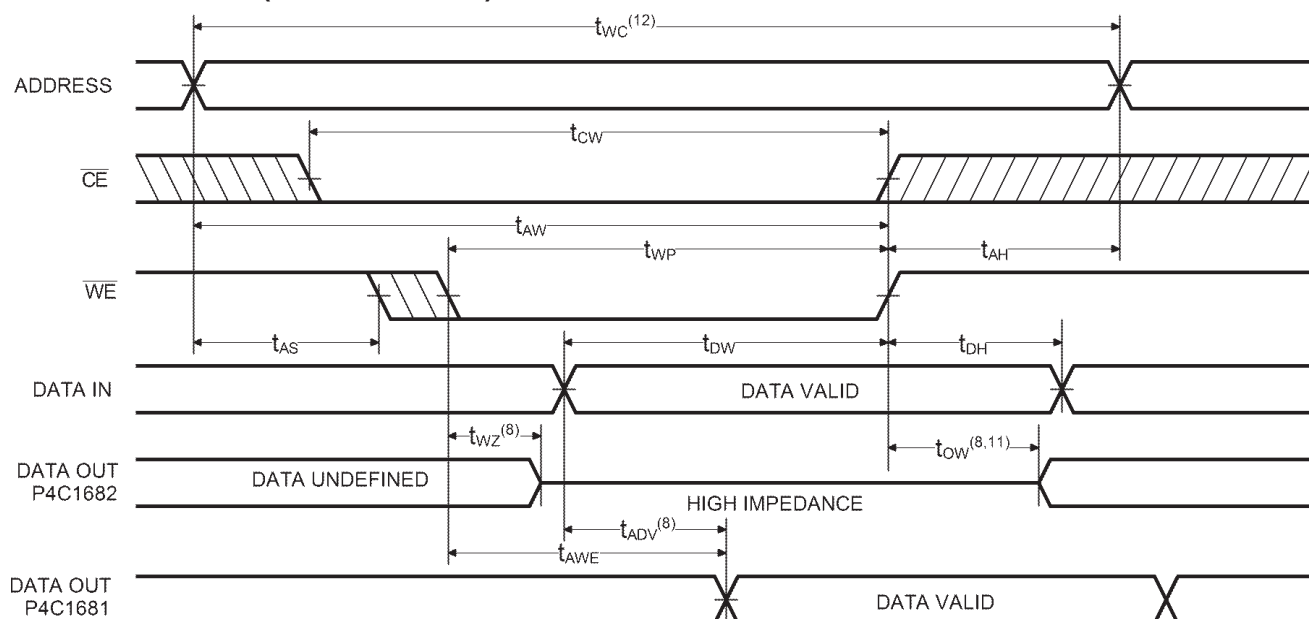 tWC(12)
ADDRESS
tCW
CE
tAW
tWP
tAH
WE
tAS
tDW
tDH
DATA IN
DATA VALID
tWZ(8)
tOW(8,11)
DATA OUT
P4C1682
DATA UNDEFINED
HIGH IMPEDANCE
tADV(8)
tAWE
DATA OUT
P4C1681
DATA VALID